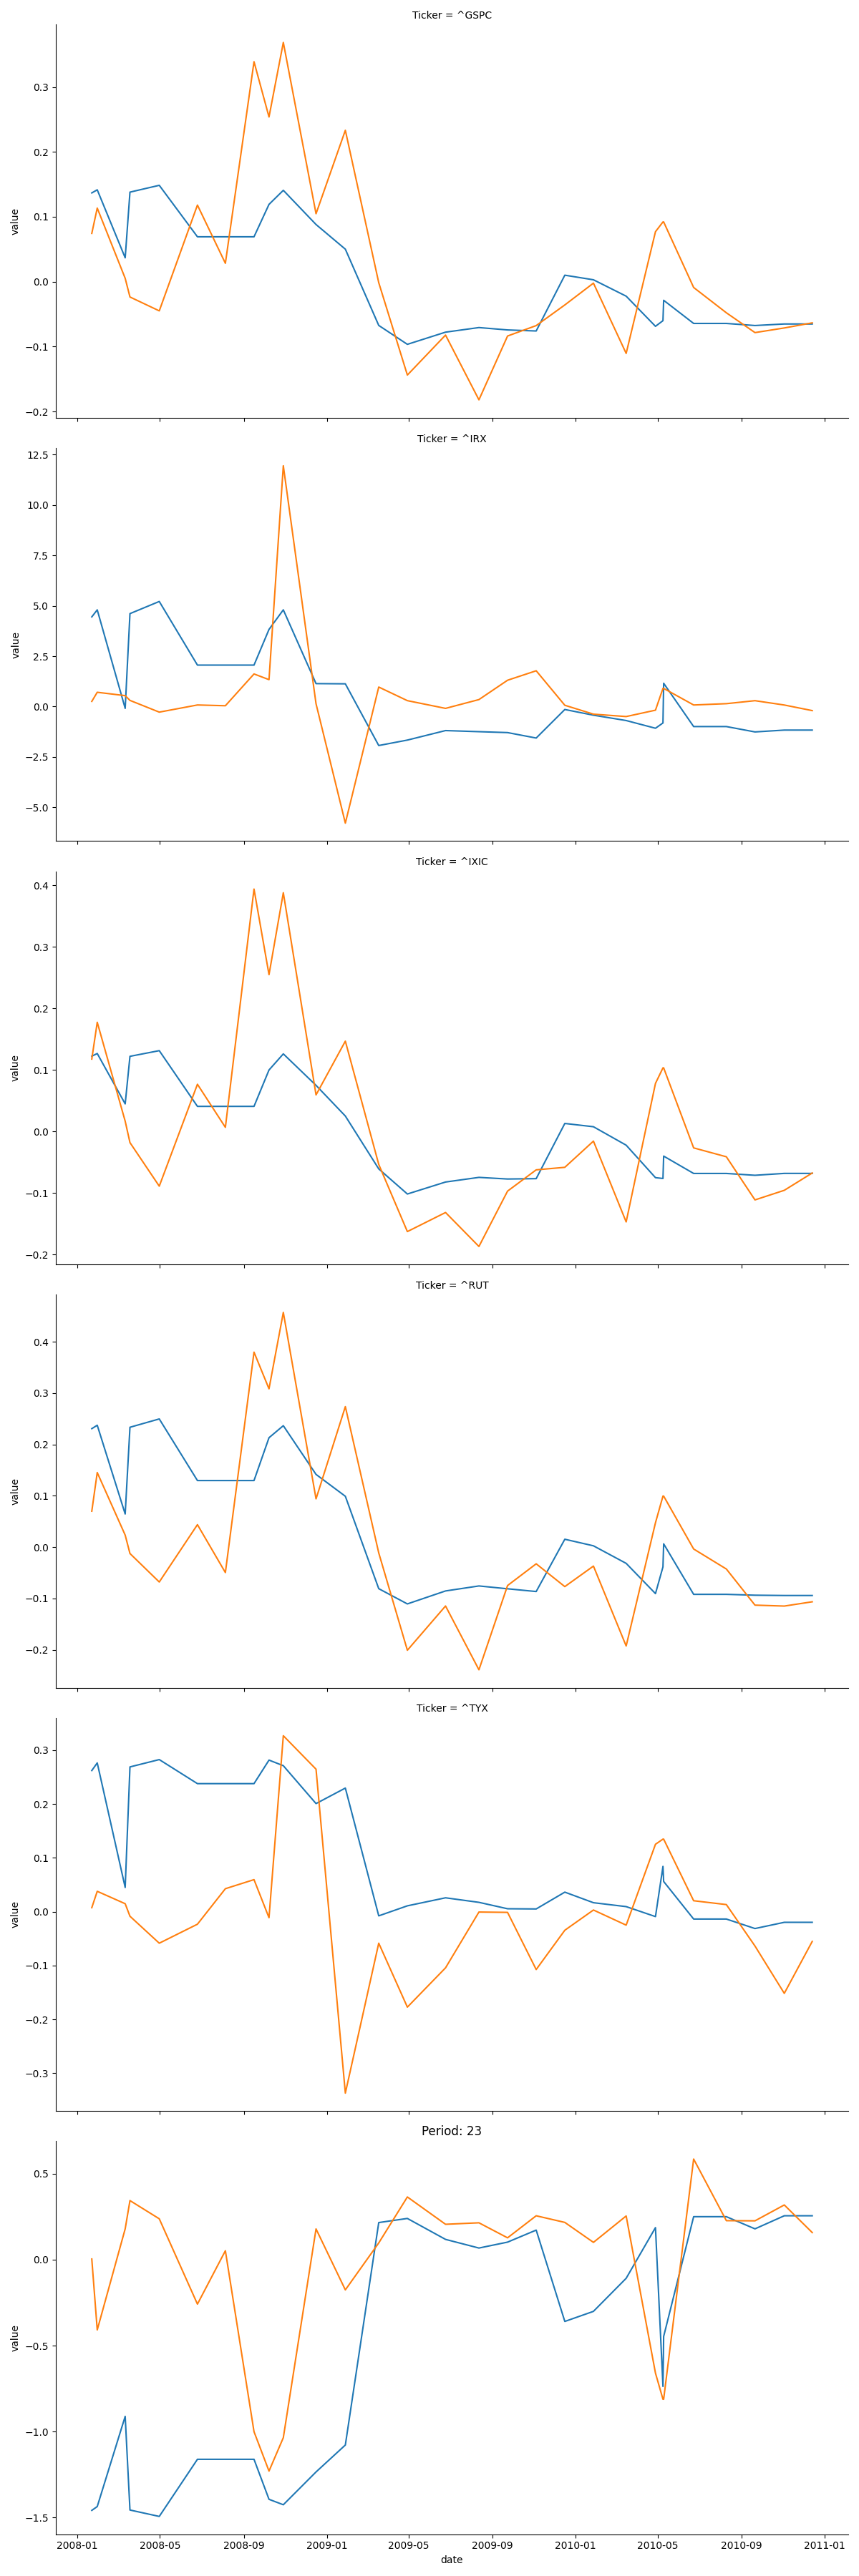 Ticker = ^GSPC
value
0.3
0.2
0.1
0.0
−0.1
−0.2
Ticker = ^IRX
value
12.5
10.0
7.5
5.0
2.5
0.0
−2.5
−5.0
Ticker = ^IXIC
value
0.4
0.3
0.2
0.1
0.0
−0.1
−0.2
Ticker = ^RUT
value
0.4
0.3
0.2
0.1
0.0
−0.1
−0.2
Ticker = ^TYX
value
0.3
0.2
0.1
0.0
−0.1
−0.2
−0.3
Period: 23
value
0.5
0.0
−0.5
−1.0
−1.5
2008-01 2008-05 2008-09 2009-01 2009-05 2009-09 2010-01 2010-05 2010-09 2011-01
date